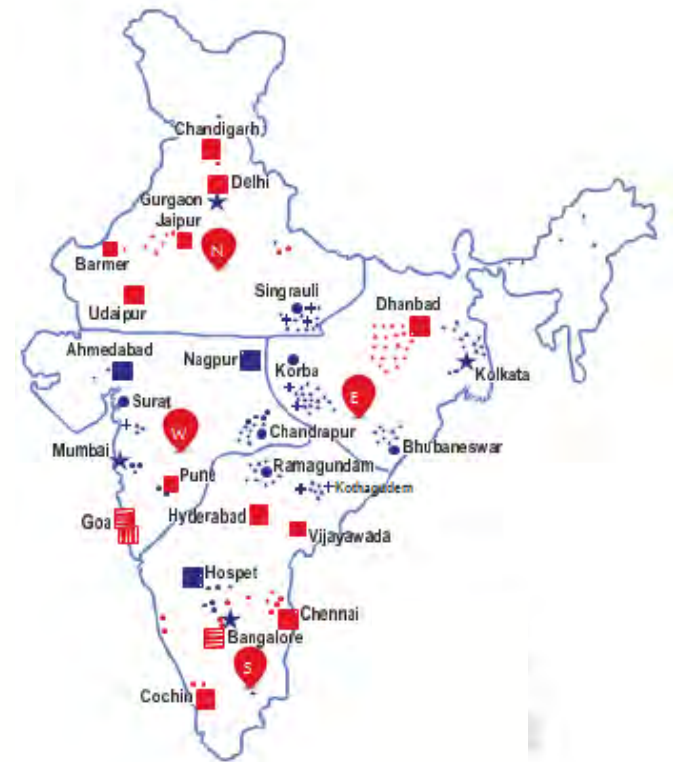 Chandigarh
Delhi
Gurgaon
Jaipur
N
Barmer
Singrauli
Udaipur
Dhanbad
Ahmedabad
Nagpur
Korba
Kolkata
Surat
E
W
Chandrapur
Bhubaneswar
Mumbai
Ramagundam
Pune
Kothagudem
Goa
Hyderabad
Vijayawada
Hospet
Chennai
Bangalore
S
Cochin